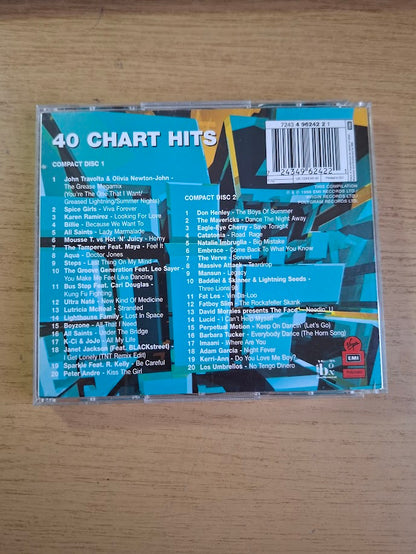 7243 4 96242 2 1
24349 62422
40 CHART HITS
THIS COMPILATION
COMPACT DISC 1
1 John Travolta & Olivia Newton-John -
The Grease Megamix
(You're The One That I Want/
Greased Lightning/Summer Nights)
2 Spice Girls - Viva Forever
3 Karen Ramirez - Looking For Love
4 Billie - Because We Want To
5 All Saints - Lady Marmalade
6 Mousse T. vs Hot 'N' Juicy - Horny
7 The Tamperer Feat. Maya - Feel It
8 Aqua - Doctor Jones
9 Steps - Last Thing On My Mind
10 The Groove Generation Feat. Leo Sayer -
You Make Me Feel Like Dancing
11 Bus Stop Feat. Carl Douglas -
Kung Fu Fighting
12 Ultra Naté - New Kind Of Medicine
13 Lutricia McNeal - Stranded
14 Lighthouse Family - Lost In Space
15 Boyzone - All That I Need
16 All Saints - Under The Bridge
17 K-Ci & JoJo - All My Life
18 Janet Jackson (Feat. BLACKstreet) -
I Get Lonely (TNT Remix Edit)
19 Sparkle Feat. R. Kelly - Be Careful
20 Peter Andre - Kiss The Girl
COMPACT DISC 2
1 Don Henley - The Boys Of Summer
2 The Mavericks - Dance The Night Away
3 Eagle-Eye Cherry - Save Tonight
4 Catatonia - Road Rage
5 Natalie Imbruglia - Big Mistake
6 Embrace - Come Back To What You Know
7 The Verve - Sonnet
8 Massive Attack - Teardrop
9 Mansun - Legacy
10 Baddiel & Skinner & Lightning Seeds -
Three Lions '98
11 Fat Les - Vindaloo
12 Fatboy Slim - The Rockafeller Skank
13 David Morales presents The Face - Needin' U
14 Lucid - I Can't Help Myself
15 Perpetual Motion - Keep On Dancin' (Let's Go)
16 Barbara Tucker - Everybody Dance (The Horn Song)
17 Imaani - Where Are You
18 Adam Garcia - Night Fever
19 Kerri-Ann - Do You Love Me Boy?
20 Los Umbrellos - No Tengo Dinero
Virgin
EMI